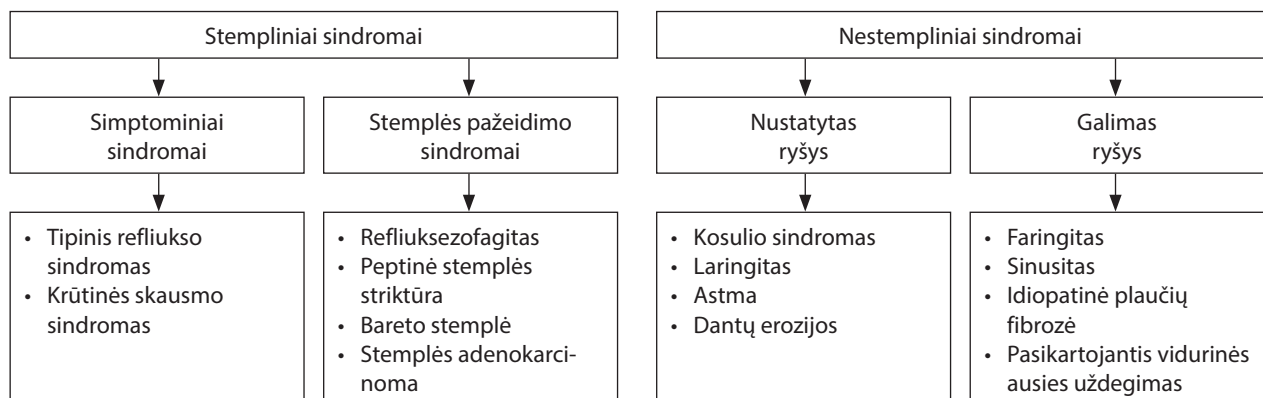 Stempliniai sindromai
Nestempliniai sindromai
Simptominiai
sindromai
Stemplės pažeidimo
sindromai
Nustatytas
ryšys
Galimas
ryšys
• Tipinis refliukso
sindromas
• Krūtinės skausmo
sindromas
• Refliuksezofagitas
• Peptinė stemplės
striktūra
• Bareto stemplė
• Stemplės adenokarci-
noma
• Kosulio sindromas
• Laringitas
• Astma
• Dantų erozijos
• Faringitas
• Sinusitas
• Idiopatinė plaučių
fibrozė
• Pasikartojantis vidurinės
ausies uždegimas